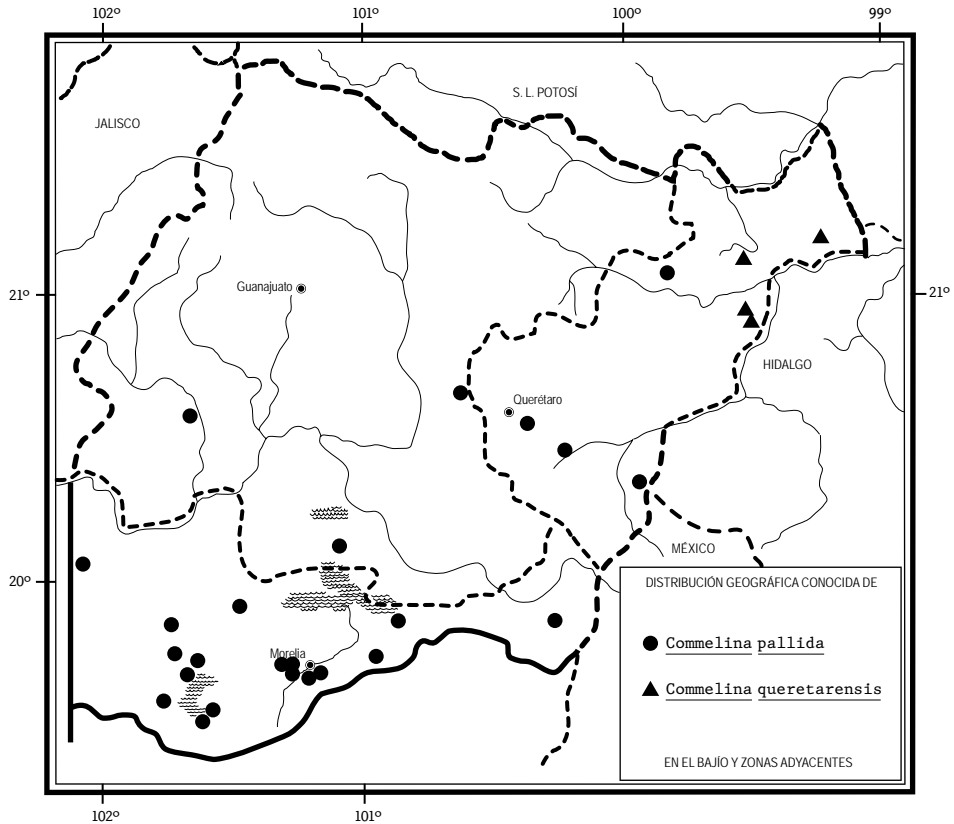 102º 101º 100º 99º
S. L. POTOSÍ
JALISCO
Guanajuato
21º 21º
HIDALGO
Querétaro
MÉXICO
20º
DISTRIBUCIÓN GEOGRÁFICA CONOCIDA DE
Commelina pallida
Morelia
Commelina queretarensis
EN EL BAJÍO Y ZONAS ADYACENTES
102º 101º